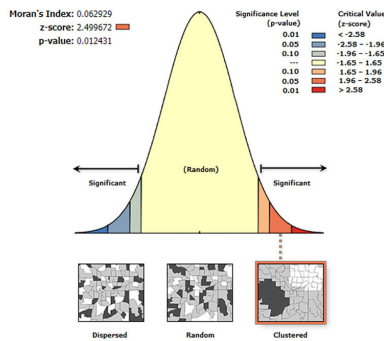 Moran's Index: 0.062929
z-score: 2.499672
p-value: 0.012431
Significance Level
(p-value)
Critical Value
(z-score)
0.01 < -2.58
0.05 -2.58 – -1.96
0.10 -1.96 – -1.65
--- -1.65 – 1.65
0.10 1.65 – 1.96
0.05 1.96 – 2.58
0.01 > 2.58
(Random)
Significant
Significant
Dispersed
Random
Clustered